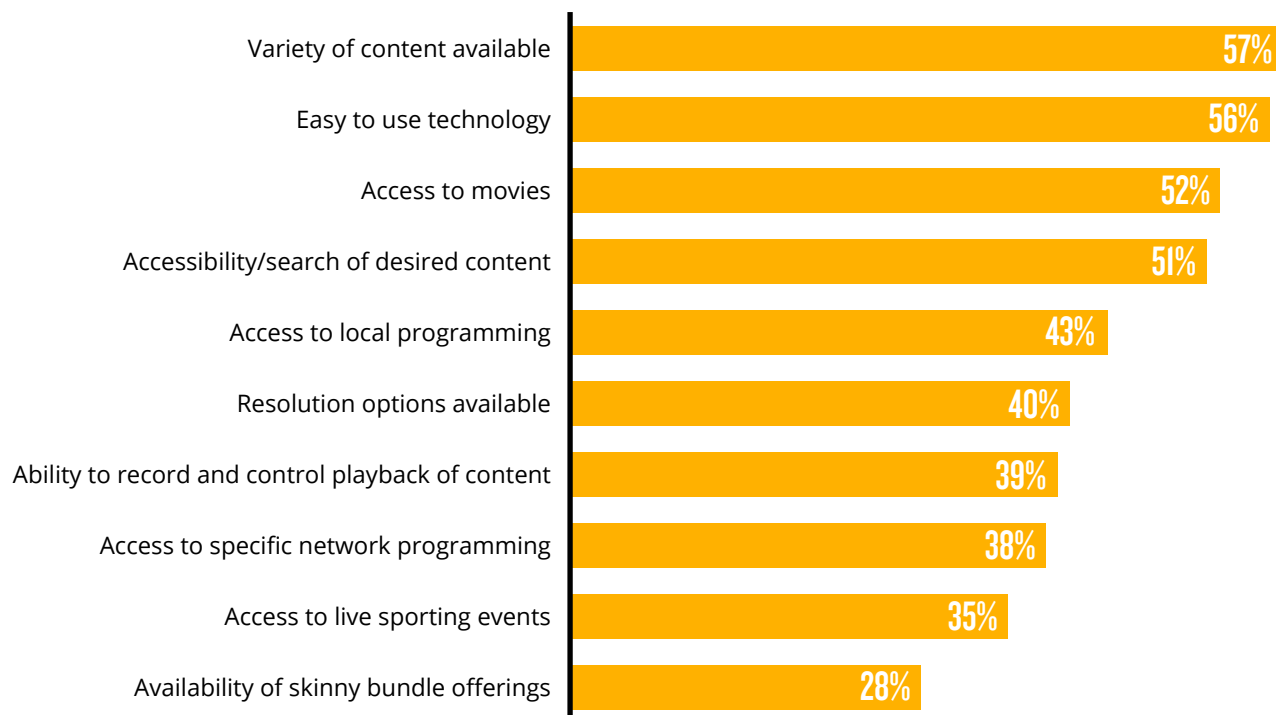 Variety of content available 57%
Easy to use technology 56%
Access to movies 52%
Accessibility/search of desired content 51%
Access to local programming 43%
Resolution options available 40%
Ability to record and control playback of content 39%
Access to specific network programming 38%
Access to live sporting events 35%
Availability of skinny bundle offerings 28%